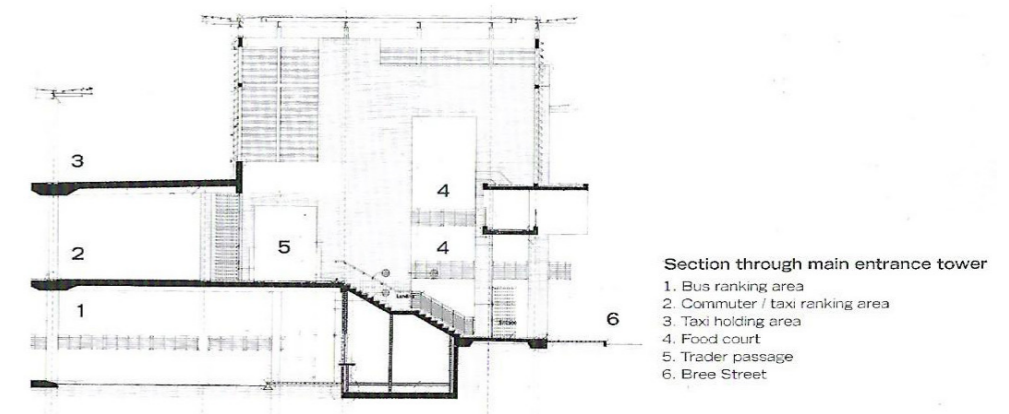 3
4
5
4
2
1
6
Section through main entrance tower
1. Bus ranking area
2. Commuter / taxi ranking area
3. Taxi holding area
4. Food court
5. Trader passage
6. Bree Street